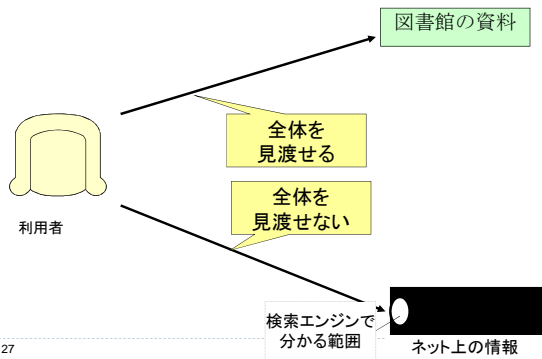 図書館の資料
全体を
見渡せる
全体を
見渡せない
利用者
検索エンジンで
分かる範囲
ネット上の情報
27